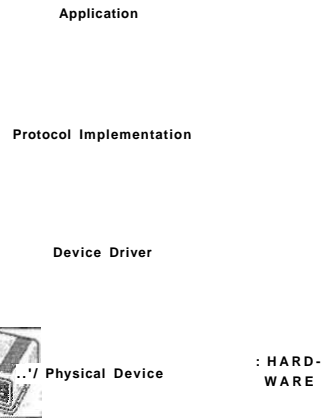 Application
Protocol Implementation
Device Driver
..'/ Physical Device
: HARD-
WARE